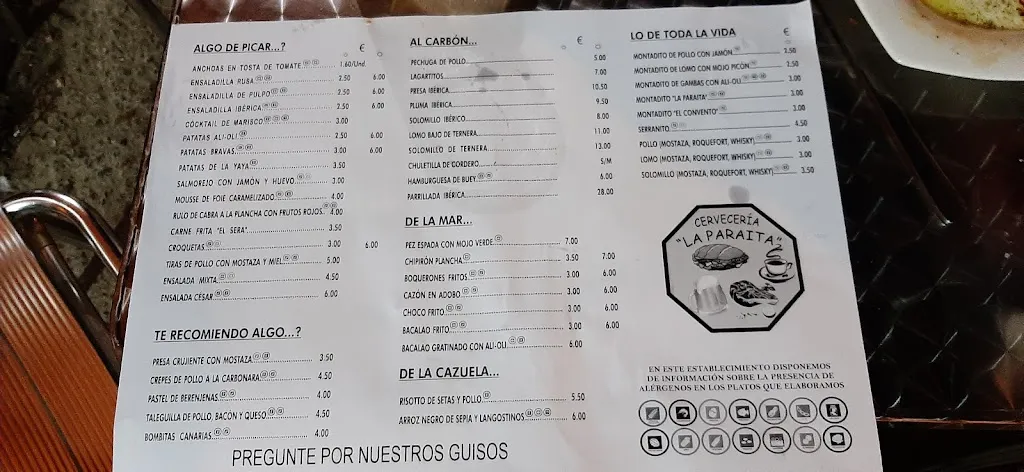 ALGO DE PICAR...? €
ANCHOAS EN TOSTA DE TOMATE 1.60/Und.
ENSALADILLA RUSA 2.50 6.00
ENSALADILLA DE PULPO 2.50 6.00
ENSALADILLA IBÉRICA 2.50 6.00
COCKTAIL DE MARISCO 3.00
PATATAS ALI-OLI 2.50 6.00
PATATAS BRAVAS 3.00 6.00
PATATAS DE LA YAYA 3.50
SALMOREJO CON JAMÓN Y HUEVO 3.00
MOUSSE DE FOIE CARAMELIZADO 4.00
RULO DE CABRA A LA PLANCHA CON FRUTOS ROJOS 4.00
CARNE FRITA "EL SERA" 3.50
CROQUETAS 3.00 6.00
TIRAS DE POLLO CON MOSTAZA Y MIEL 5.00
ENSALADA MIXTA 4.50
ENSALADA CÉSAR 6.00
TE RECOMIENDO ALGO...?
PRESA CRUJIENTE CON MOSTAZA 3.50
CREPES DE POLLO A LA CARBONARA 4.50
PASTEL DE BERENJENAS 4.00
TALEGUILLA DE POLLO, BACON Y QUESO 4.50
BOMBITAS CANARIAS 4.00
AL CARBÓN... €
PECHUGA DE POLLO 5.00
LAGARTITOS 7.00
PRESA IBÉRICA 10.50
PLUMA IBÉRICA 9.50
SOLOMILLO IBÉRICO 8.00
LOMO BAJO DE TERNERA 11.00
SOLOMILLO DE TERNERA 13.00
CHULETILLA DE CORDERO S/M
HAMBURGUESA DE BUEY 6.00
PARRILLADA IBÉRICA 28.00
DE LA MAR...
PEZ ESPADA CON MOJO VERDE 7.00
CHIPIRÓN PLANCHA 3.50 7.00
BOQUERONES FRITOS 3.00 6.00
CAZÓN EN ADOBO 3.00 6.00
CHOCO FRITO 3.00 6.00
BACALAO FRITO 3.00 6.00
BACALAO GRATINADO CON ALI-OLI 6.00
DE LA CAZUELA...
RISOTTO DE SETAS Y POLLO 5.50
ARROZ NEGRO DE SEPIA Y LANGOSTINOS 6.00
LO DE TODA LA VIDA €
MONTADITO DE POLLO CON JAMÓN 2.50
MONTADITO DE LOMO CON MOJO PICÓN 2.50
MONTADITO DE GAMBAS CON ALI-OLI 3.00
MONTADITO "LA PARAITA" 3.00
MONTADITO "EL CONVENTO" 3.00
SERRANITO 4.50
POLLO (MOSTAZA, ROQUEFORT, WHISKY) 3.00
LOMO (MOSTAZA, ROQUEFORT, WHISKY) 3.00
SOLOMILLO (MOSTAZA, ROQUEFORT, WHISKY) 3.50
CERVECERÍA
"LA PARAITA"
EN ESTE ESTABLECIMIENTO DISPONEMOS
DE INFORMACIÓN SOBRE LA PRESENCIA DE
ALÉRGENOS EN LOS PLATOS QUE ELABORAMOS
PREGUNTE POR NUESTROS GUISOS